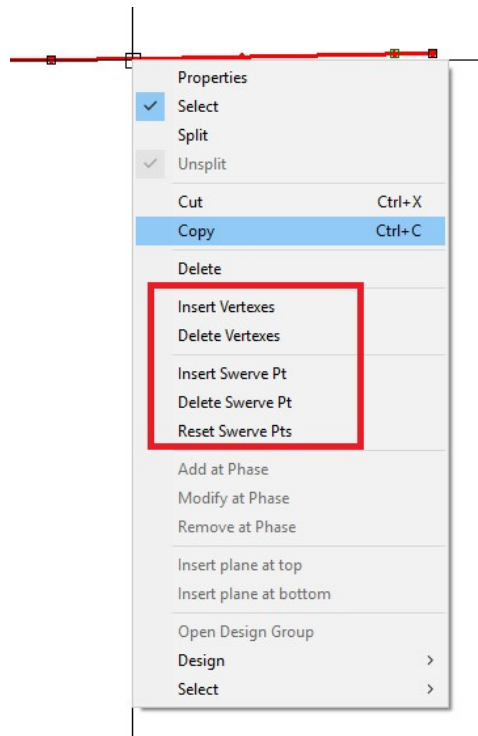 Properties
Select
Split
Unsplit
Cut Ctrl+X
Copy Ctrl+C
Delete
Insert Vertexes
Delete Vertexes
Insert Swerve Pt
Delete Swerve Pt
Reset Swerve Pts
Add at Phase
Modify at Phase
Remove at Phase
Insert plane at top
Insert plane at bottom
Open Design Group
Design
Select